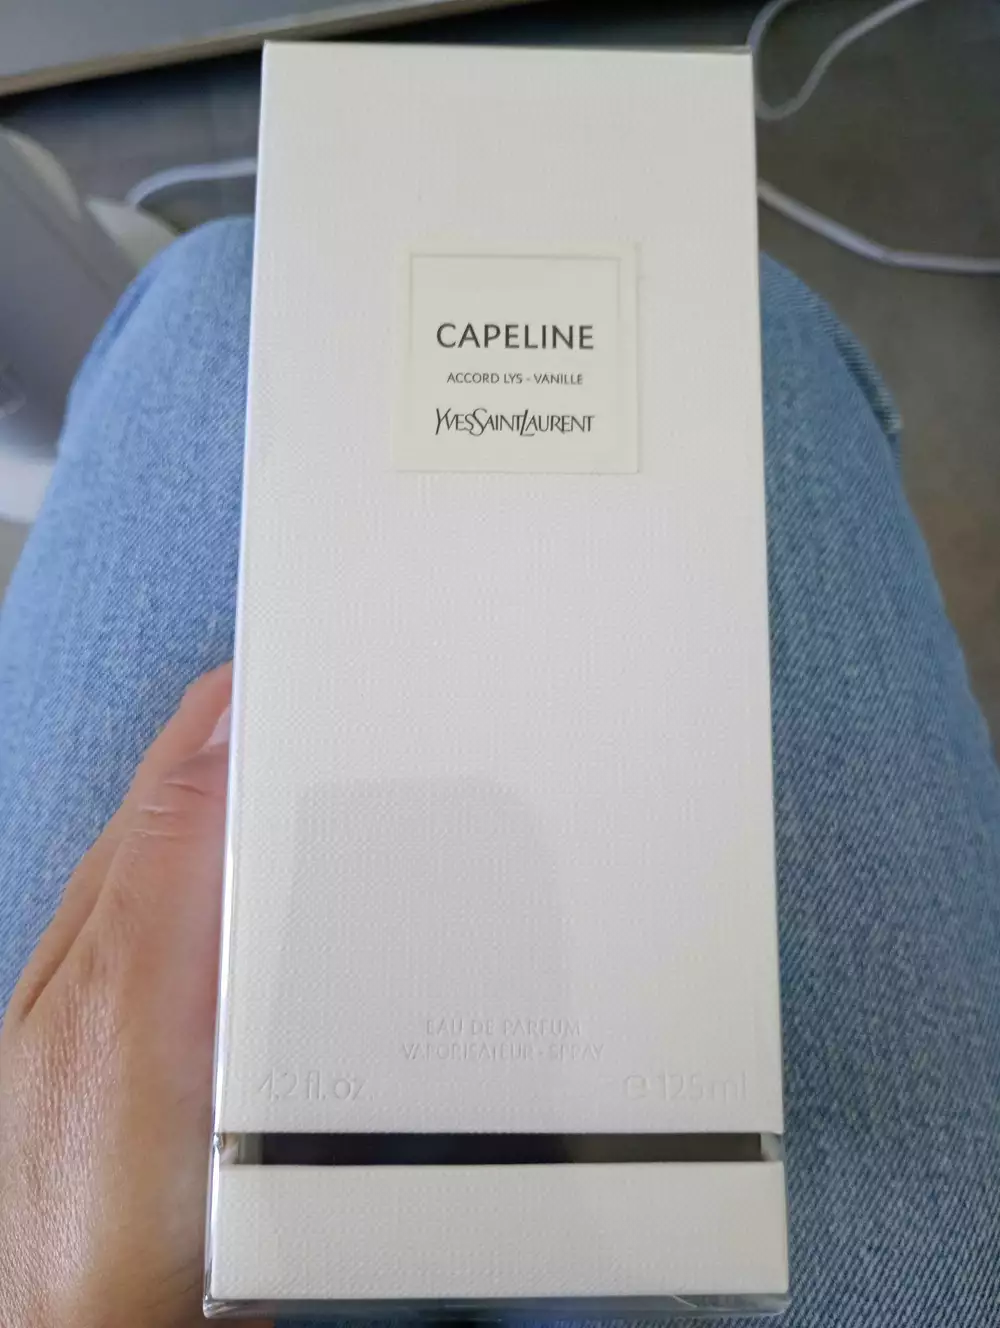 CAPELINE
ACCORD LYS - VANILLE
YVESSAINTLAURENT
EAU DE PARFUM
VAPORISATEUR - SPRAY
4.2 fl. oz
℮ 125 ml